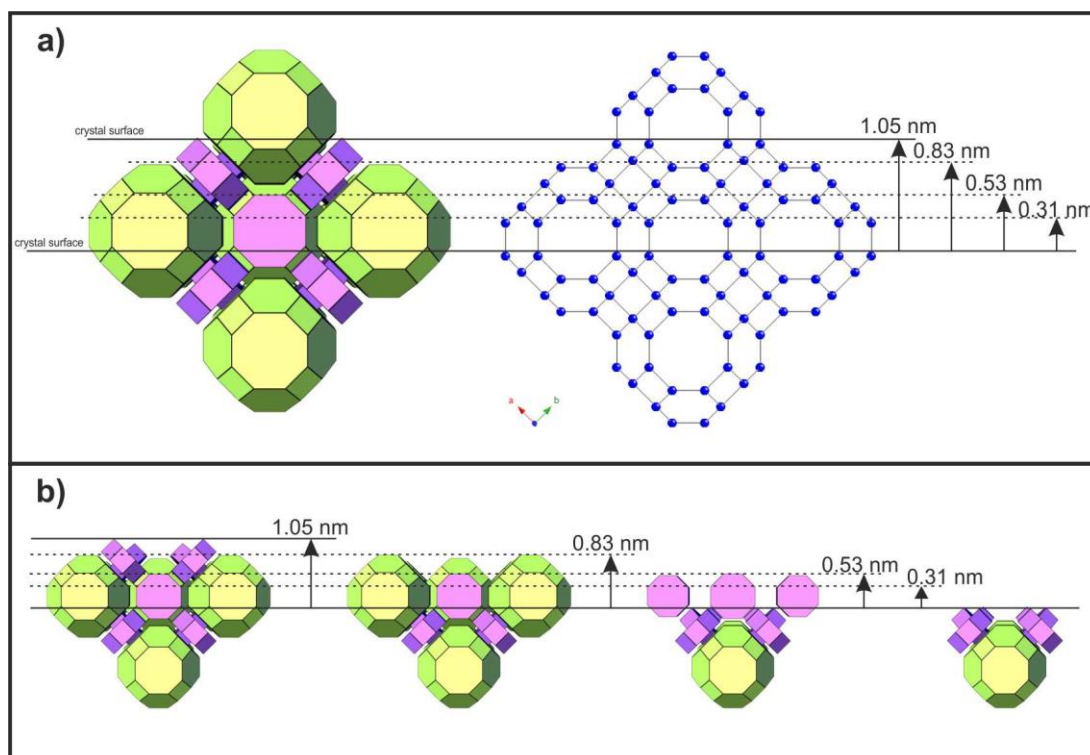 a)
crystal surface
1.05 nm
0.83 nm
0.53 nm
0.31 nm
crystal surface
a
b
b)
1.05 nm
0.83 nm
0.53 nm
0.31 nm